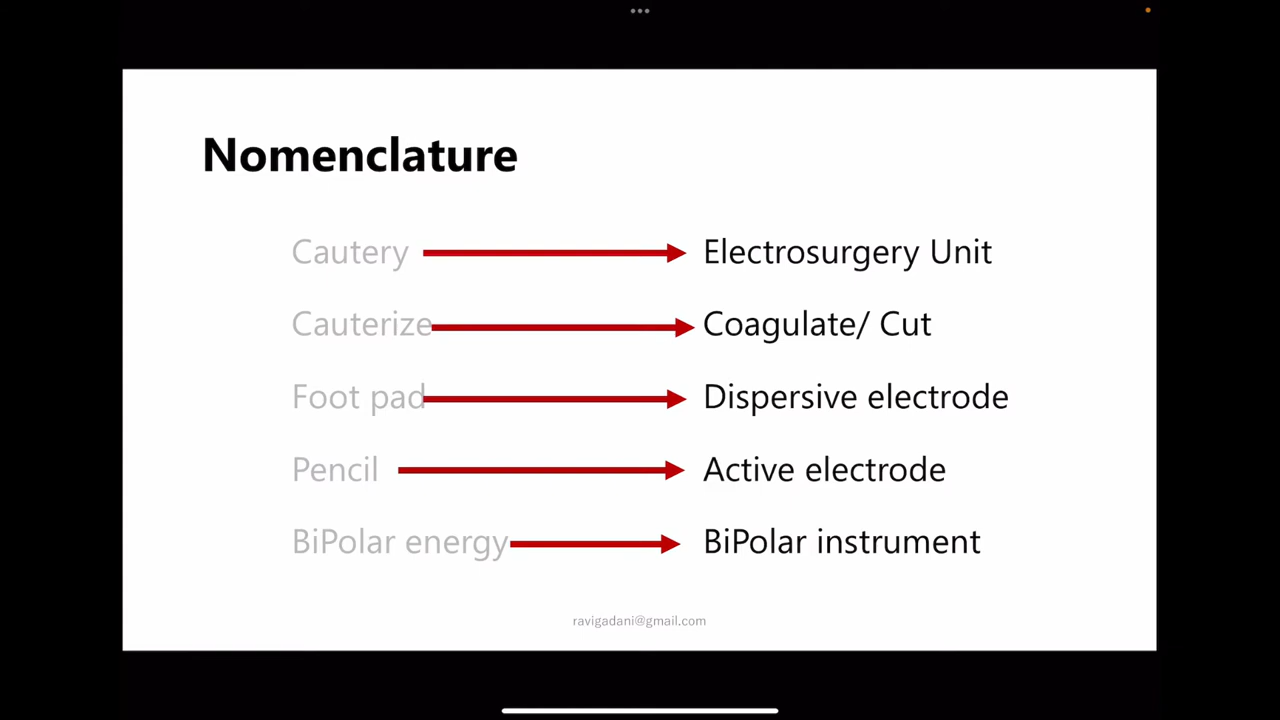 Nomenclature
Cautery Electrosurgery Unit
Cauterize Coagulate/ Cut
Foot pad Dispersive electrode
Pencil Active electrode
BiPolar energy BiPolar instrument
ravigadani@gmail.com